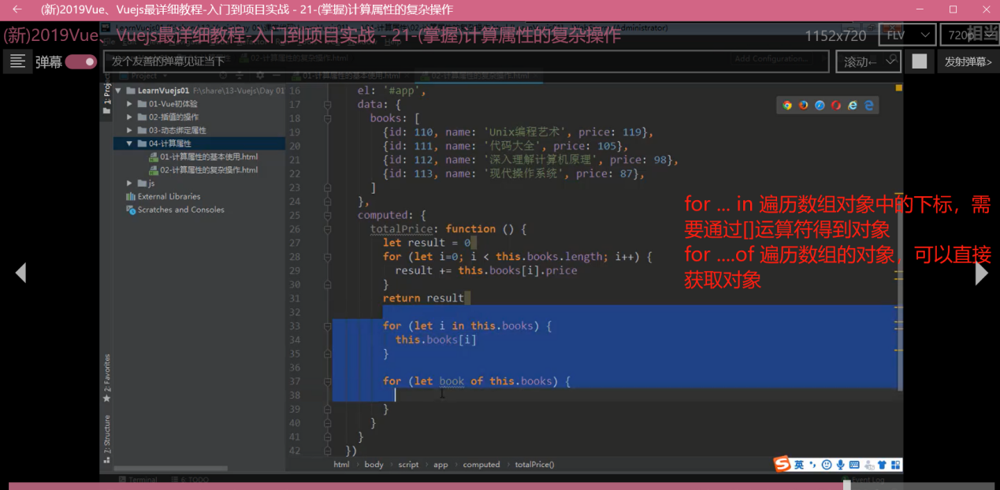 (新)2019Vue、Vuejs最详细教程-入门到项目实战 - 21-(掌握)计算属性的复杂操作
(新)2019Vue、Vuejs最详细教程-入门到项目实战 - 21-(掌握)计算属性的复杂操作
1152x720
FLV
720
相当
弹幕
发个友善的弹幕见证当下
Add Configuration...
滚动←
发射弹幕>
Project
01-计算属性的基本使用.html
02-计算属性的复杂操作.html
1: Project
LearnVuejs01 F:\share\13-Vuejs\Day 01
01-Vue初体验
02-插值的操作
03-动态绑定属性
04-计算属性
01-计算属性的基本使用.html
02-计算属性的复杂操作.html
js
External Libraries
Scratches and Consoles
2: Favorites
7: Structure
16 el: '#app',
17 data: {
18 books: [
19 {id: 110, name: 'Unix编程艺术', price: 119},
20 {id: 111, name: '代码大全', price: 105},
21 {id: 112, name: '深入理解计算机原理', price: 98},
22 {id: 113, name: '现代操作系统', price: 87},
23 ]
24 },
25 computed: {
26 totalPrice: function () {
27 let result = 0
28 for (let i=0; i < this.books.length; i++) {
29 result += this.books[i].price
30 }
31 return result
32
33 for (let i in this.books) {
34 this.books[i]
35 }
36
37 for (let book of this.books) {
38
39 }
40 }
41 }
42 })
for ... in 遍历数组对象中的下标，需
要通过[]运算符得到对象
for ....of 遍历数组的对象，可以直接
获取对象
html › body › script › app › computed › totalPrice()
英
Terminal
6: TODO
Event Log